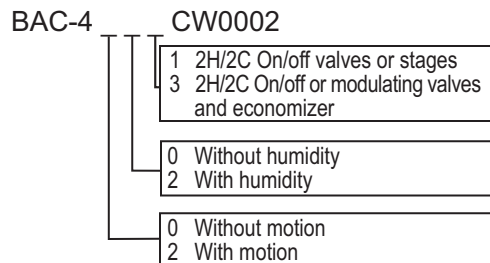 BAC-4 _ _ _ CW0002
1 2H/2C On/off valves or stages
3 2H/2C On/off or modulating valves
and economizer
0 Without humidity
2 With humidity
0 Without motion
2 With motion